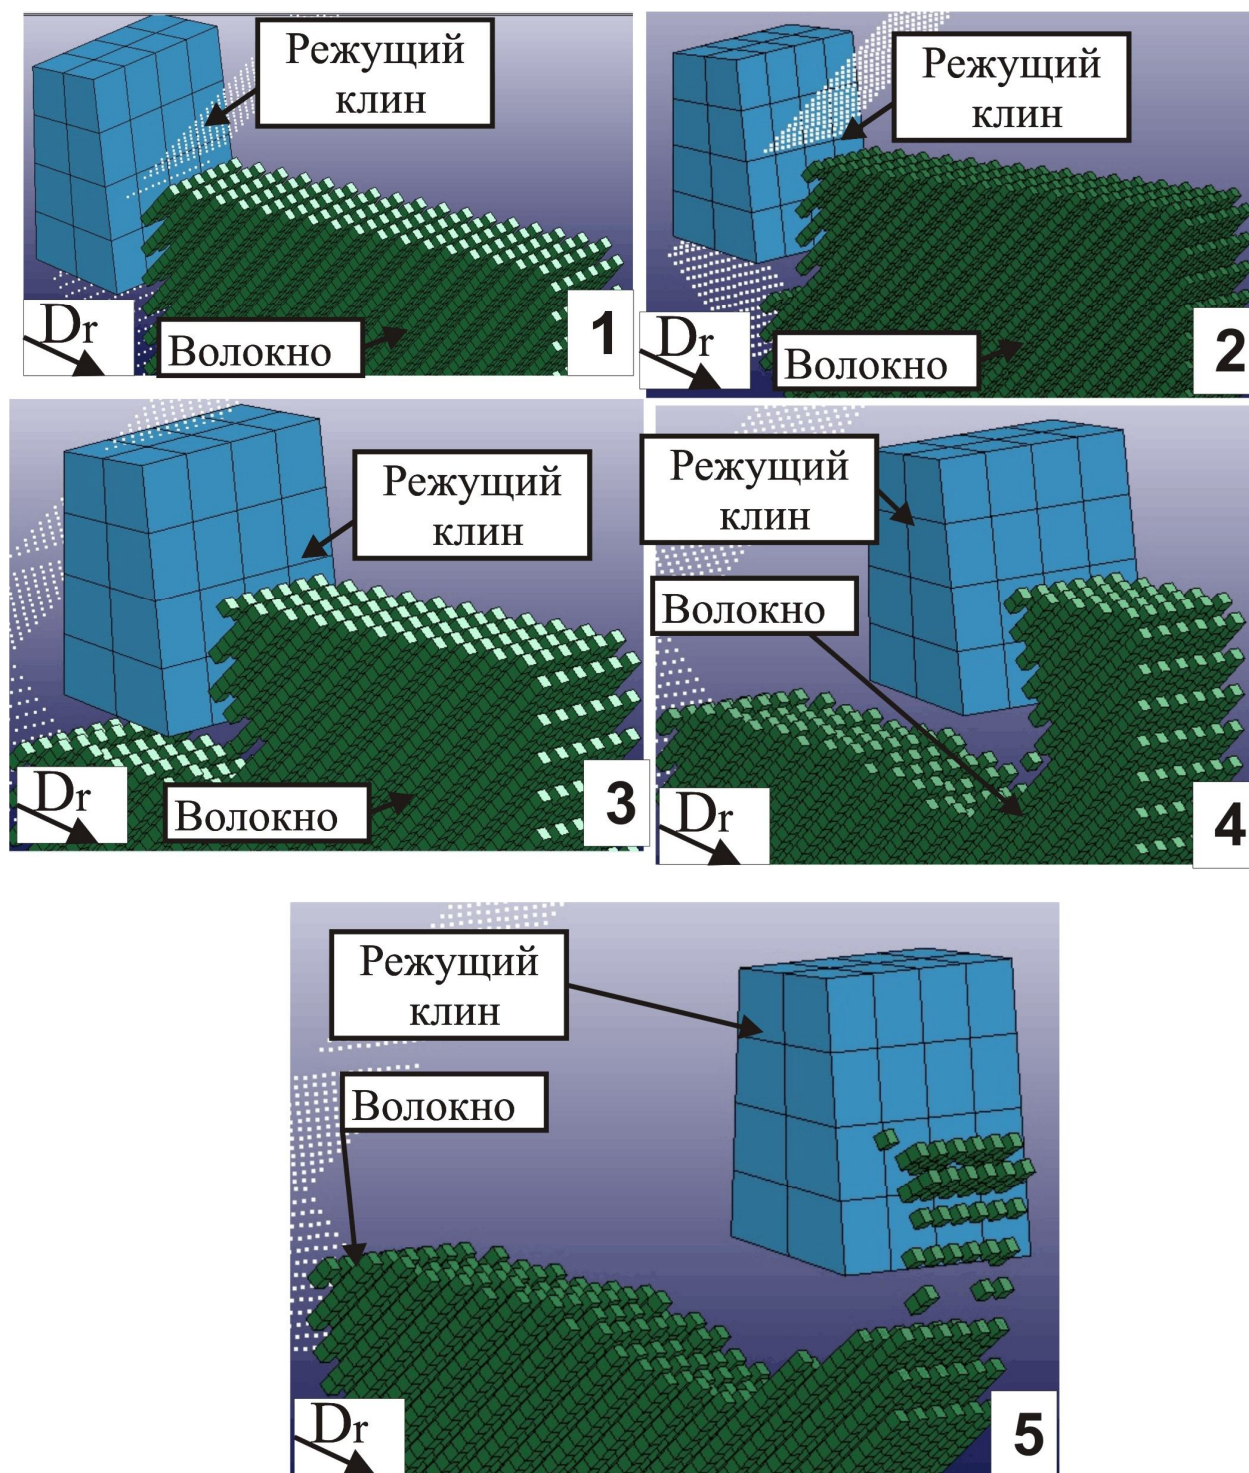 Режущий
клин
Dr
Волокно
1
Режущий
клин
Dr
Волокно
2
Режущий
клин
Dr
Волокно
3
Режущий
клин
Волокно
Dr
4
Режущий
клин
Волокно
Dr
5